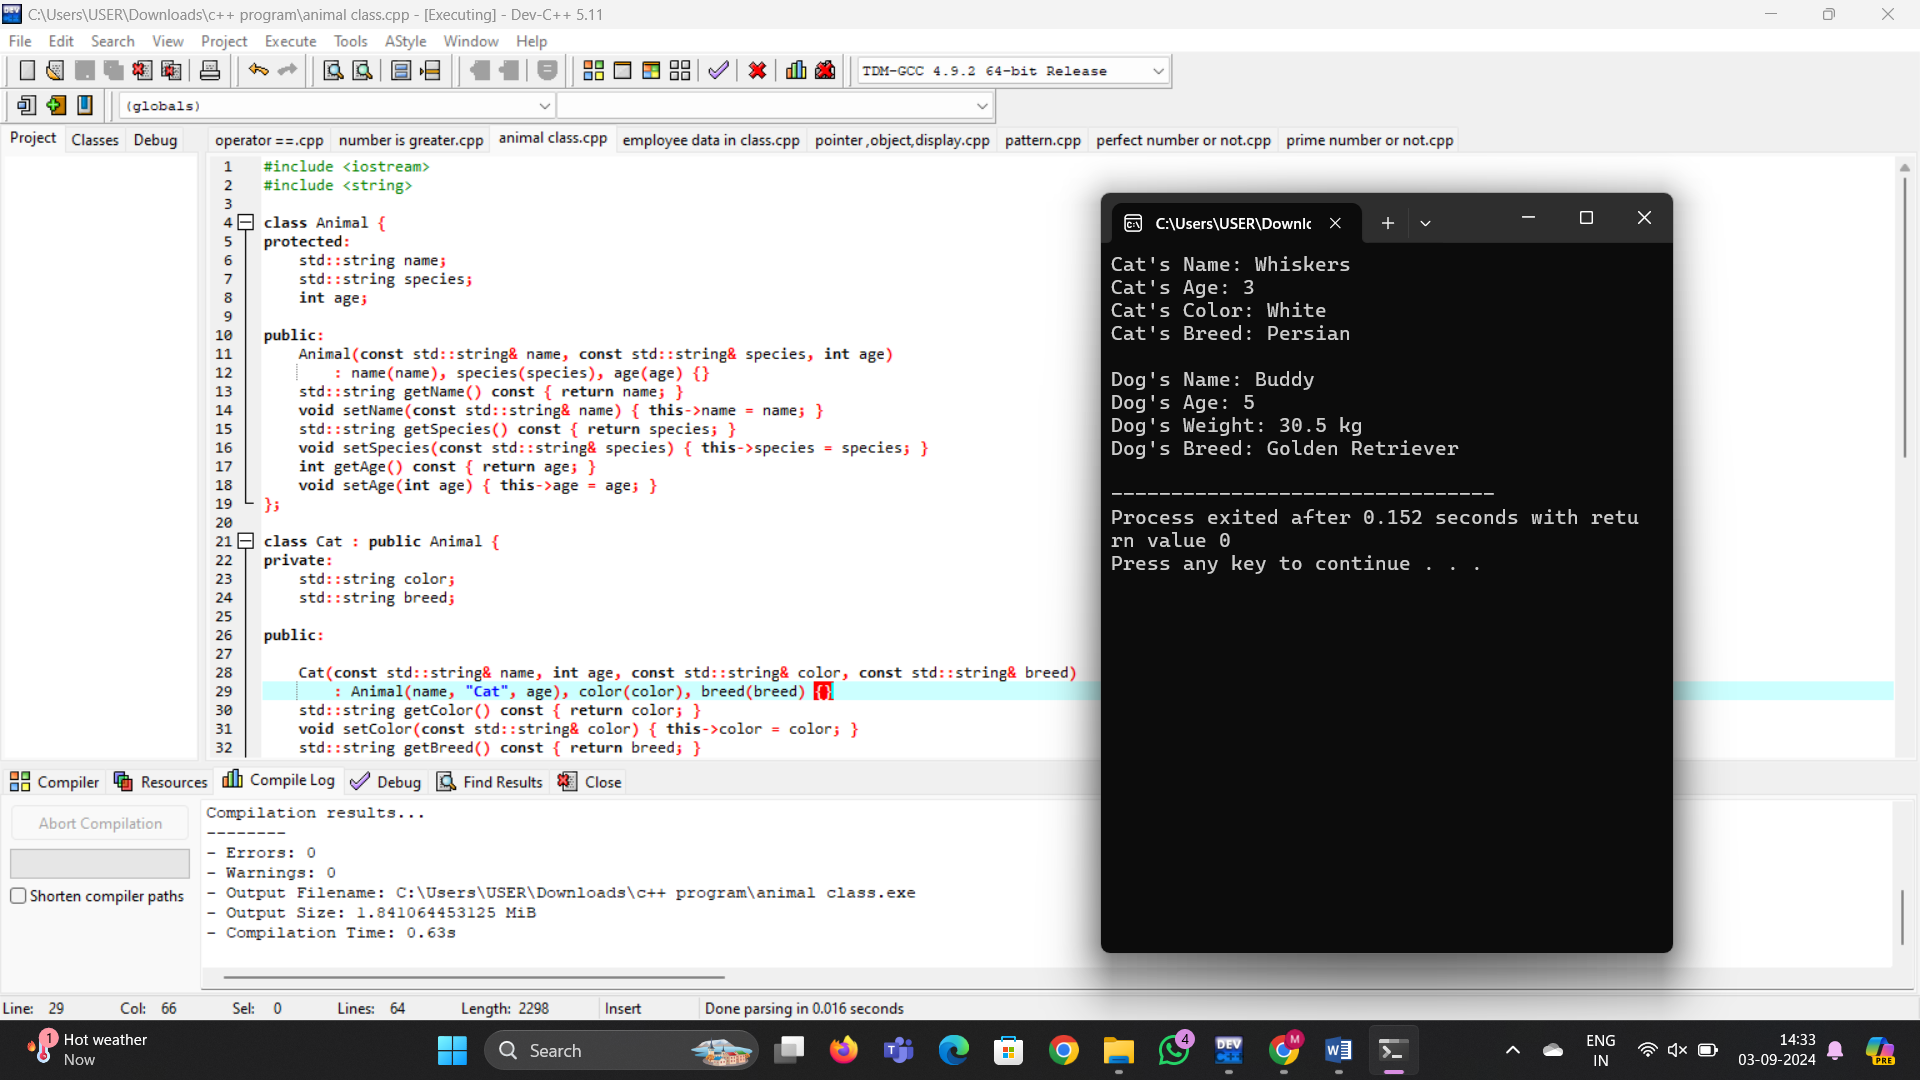 C:\Users\USER\Downloads\c++ program\animal class.cpp - [Executing] - Dev-C++ 5.11
File Edit Search View Project Execute Tools AStyle Window Help
TDM-GCC 4.9.2 64-bit Release
(globals)
Project Classes Debug
operator ==.cpp number is greater.cpp animal class.cpp employee data in class.cpp pointer ,object,display.cpp pattern.cpp perfect number or not.cpp prime number or not.cpp
1 #include <iostream>
2 #include <string>
3
4 class Animal {
5 protected:
6 std::string name;
7 std::string species;
8 int age;
9
10 public:
11 Animal(const std::string& name, const std::string& species, int age)
12 : name(name), species(species), age(age) {}
13 std::string getName() const { return name; }
14 void setName(const std::string& name) { this->name = name; }
15 std::string getSpecies() const { return species; }
16 void setSpecies(const std::string& species) { this->species = species; }
17 int getAge() const { return age; }
18 void setAge(int age) { this->age = age; }
19 };
20
21 class Cat : public Animal {
22 private:
23 std::string color;
24 std::string breed;
25
26 public:
27
28 Cat(const std::string& name, int age, const std::string& color, const std::string& breed)
29 : Animal(name, "Cat", age), color(color), breed(breed) {}
30 std::string getColor() const { return color; }
31 void setColor(const std::string& color) { this->color = color; }
32 std::string getBreed() const { return breed; }
C:\Users\USER\Downlc
Cat's Name: Whiskers
Cat's Age: 3
Cat's Color: White
Cat's Breed: Persian
Dog's Name: Buddy
Dog's Age: 5
Dog's Weight: 30.5 kg
Dog's Breed: Golden Retriever
--------------------------------
Process exited after 0.152 seconds with retu
rn value 0
Press any key to continue . . .
Compiler Resources Compile Log Debug Find Results Close
Abort Compilation
Shorten compiler paths
Compilation results...
--------
- Errors: 0
- Warnings: 0
- Output Filename: C:\Users\USER\Downloads\c++ program\animal class.exe
- Output Size: 1.841064453125 MiB
- Compilation Time: 0.63s
Line: 29 Col: 66 Sel: 0 Lines: 64 Length: 2298 Insert Done parsing in 0.016 seconds
1
Hot weather
Now
Search
4
DEV
M
ENG
IN
14:33
03-09-2024
PRE